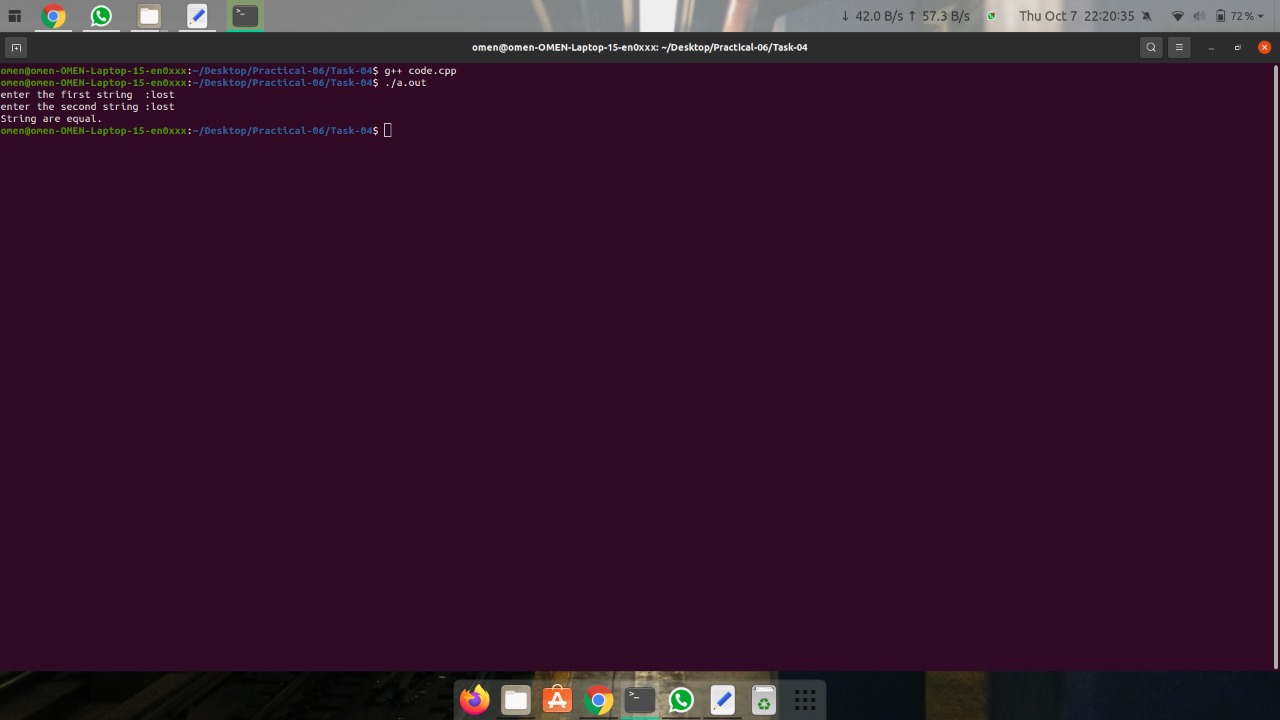 ↓ 42.0 B/s ↑ 57.3 B/s Thu Oct 7 22:20:35 72 %
omen@omen-OMEN-Laptop-15-en0xxx: ~/Desktop/Practical-06/Task-04
omen@omen-OMEN-Laptop-15-en0xxx:~/Desktop/Practical-06/Task-04$ g++ code.cpp
omen@omen-OMEN-Laptop-15-en0xxx:~/Desktop/Practical-06/Task-04$ ./a.out
enter the first string  :lost
enter the second string :lost
String are equal.
omen@omen-OMEN-Laptop-15-en0xxx:~/Desktop/Practical-06/Task-04$